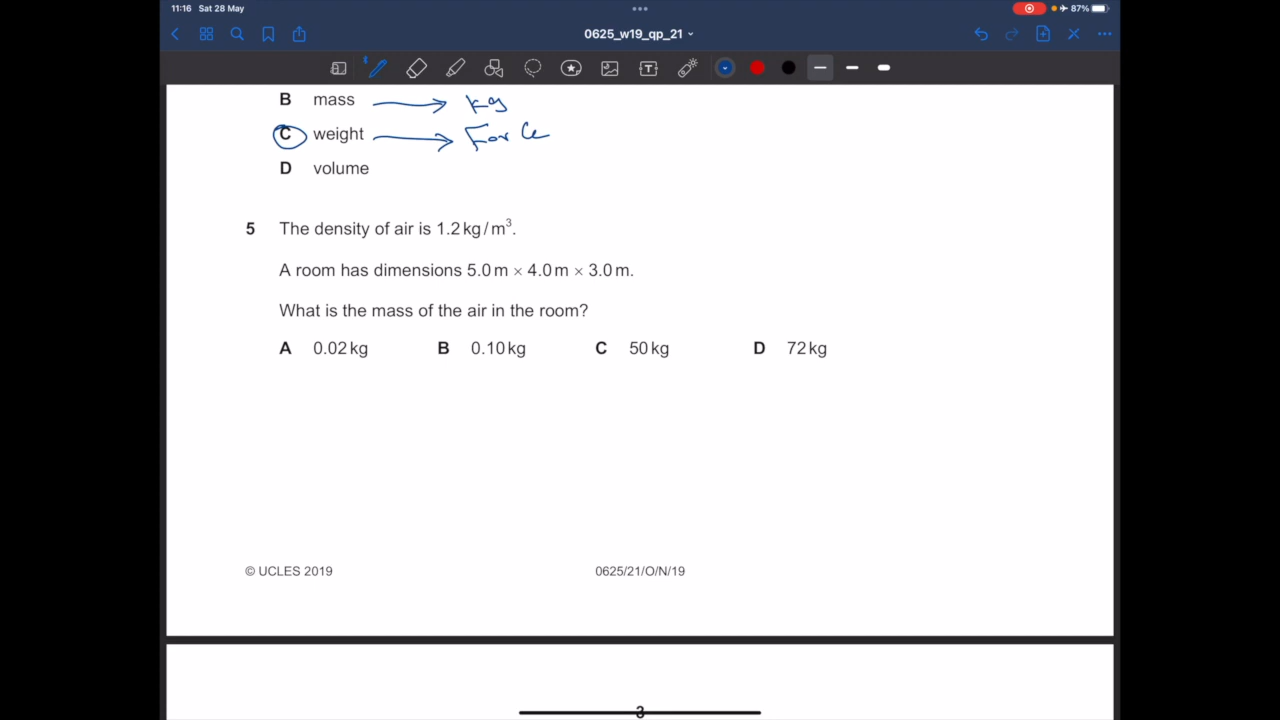 11:16 Sat 28 May
87%
0625_w19_qp_21
B mass kg
C weight Force
D volume
5 The density of air is 1.2 kg / m³.
A room has dimensions 5.0 m × 4.0 m × 3.0 m.
What is the mass of the air in the room?
A 0.02 kg B 0.10 kg C 50 kg D 72 kg
© UCLES 2019 0625/21/O/N/19
3